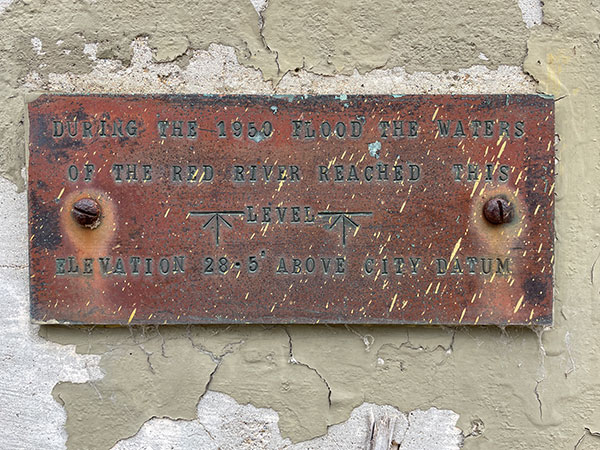 DURING THE 1950 FLOOD THE WATERS
OF THE RED RIVER REACHED THIS
LEVEL
ELEVATION 28.5' ABOVE CITY DATUM